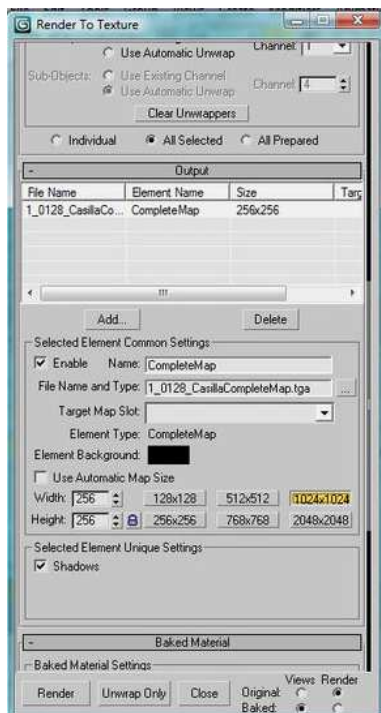 Render To Texture
Use Automatic Unwrap Channel: 1
Sub-Objects: Use Existing Channel
Use Automatic Unwrap Channel: 4
Clear Unwrappers
Individual All Selected All Prepared
- Output
File Name Element Name Size Targ
1_0128_CasillaCo... CompleteMap 256x256
Add... Delete
Selected Element Common Settings
Enable Name: CompleteMap
File Name and Type: 1_0128_CasillaCompleteMap.tga ...
Target Map Slot:
Element Type: CompleteMap
Element Background:
Use Automatic Map Size
Width: 256 128x128 512x512 1024x1024
Height: 256 256x256 768x768 2048x2048
Selected Element Unique Settings
Shadows
- Baked Material
Baked Material Settings
Views Render
Render Unwrap Only Close Original:
Baked: